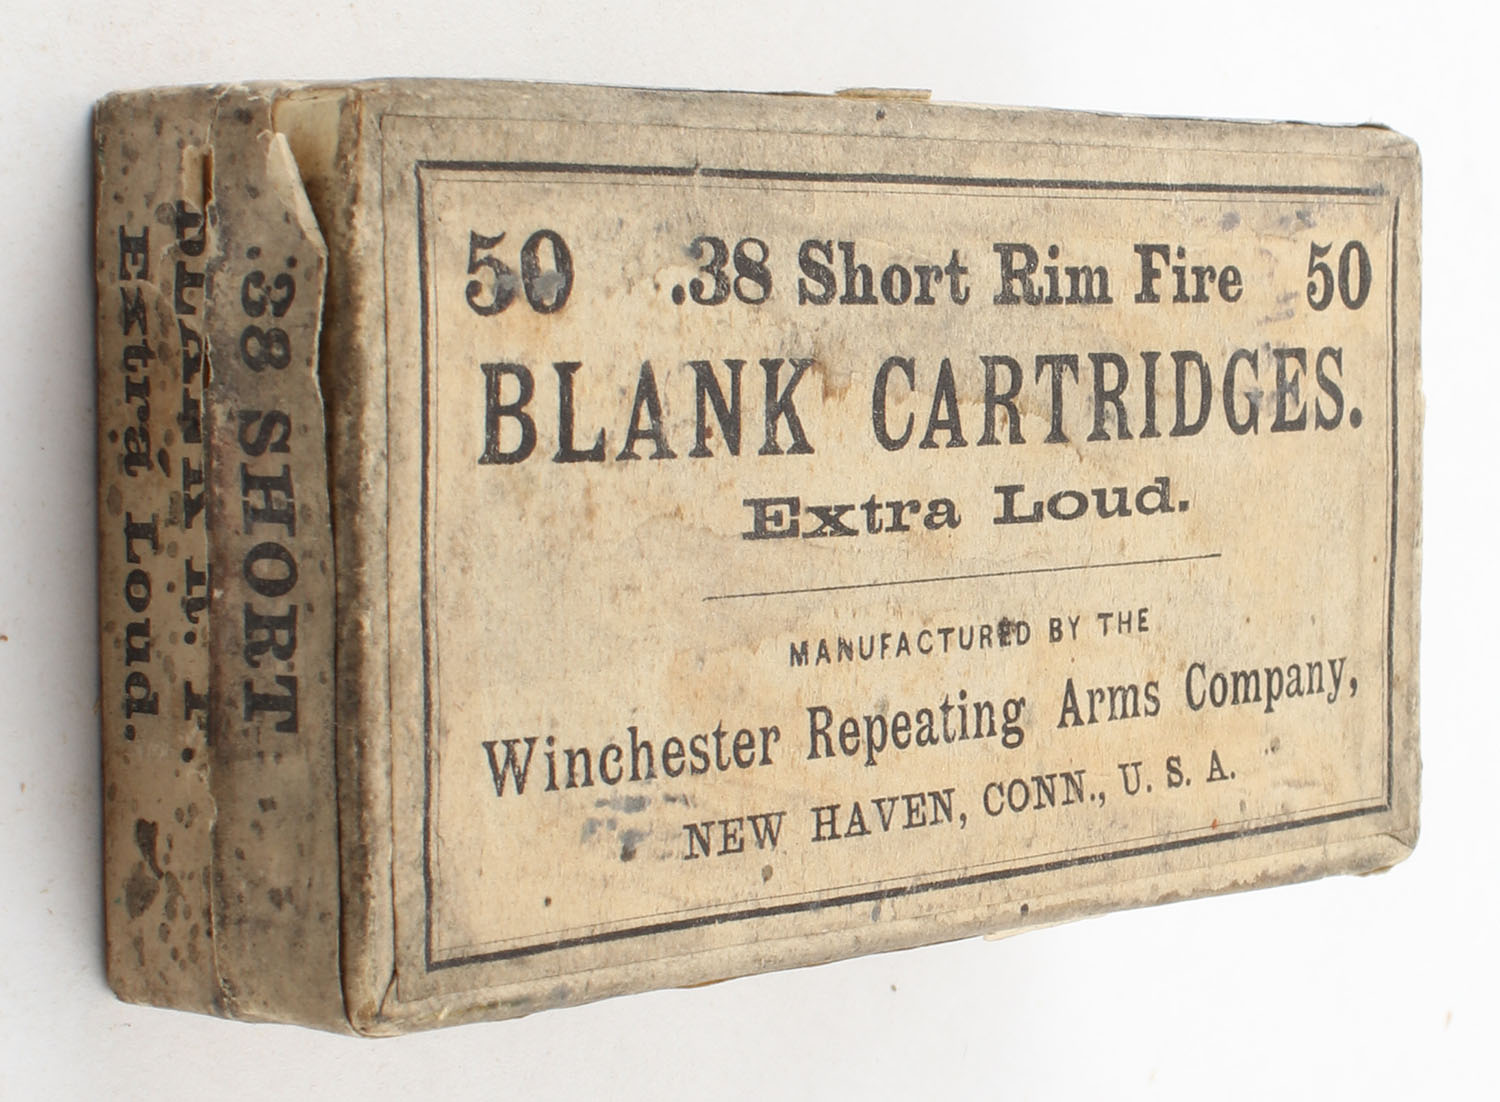 50 .38 Short Rim Fire 50
BLANK CARTRIDGES.
Extra Loud.
MANUFACTURED BY THE
Winchester Repeating Arms Company,
NEW HAVEN, CONN., U. S. A.
.38 SHORT
BLANK R. F.
Extra Loud.